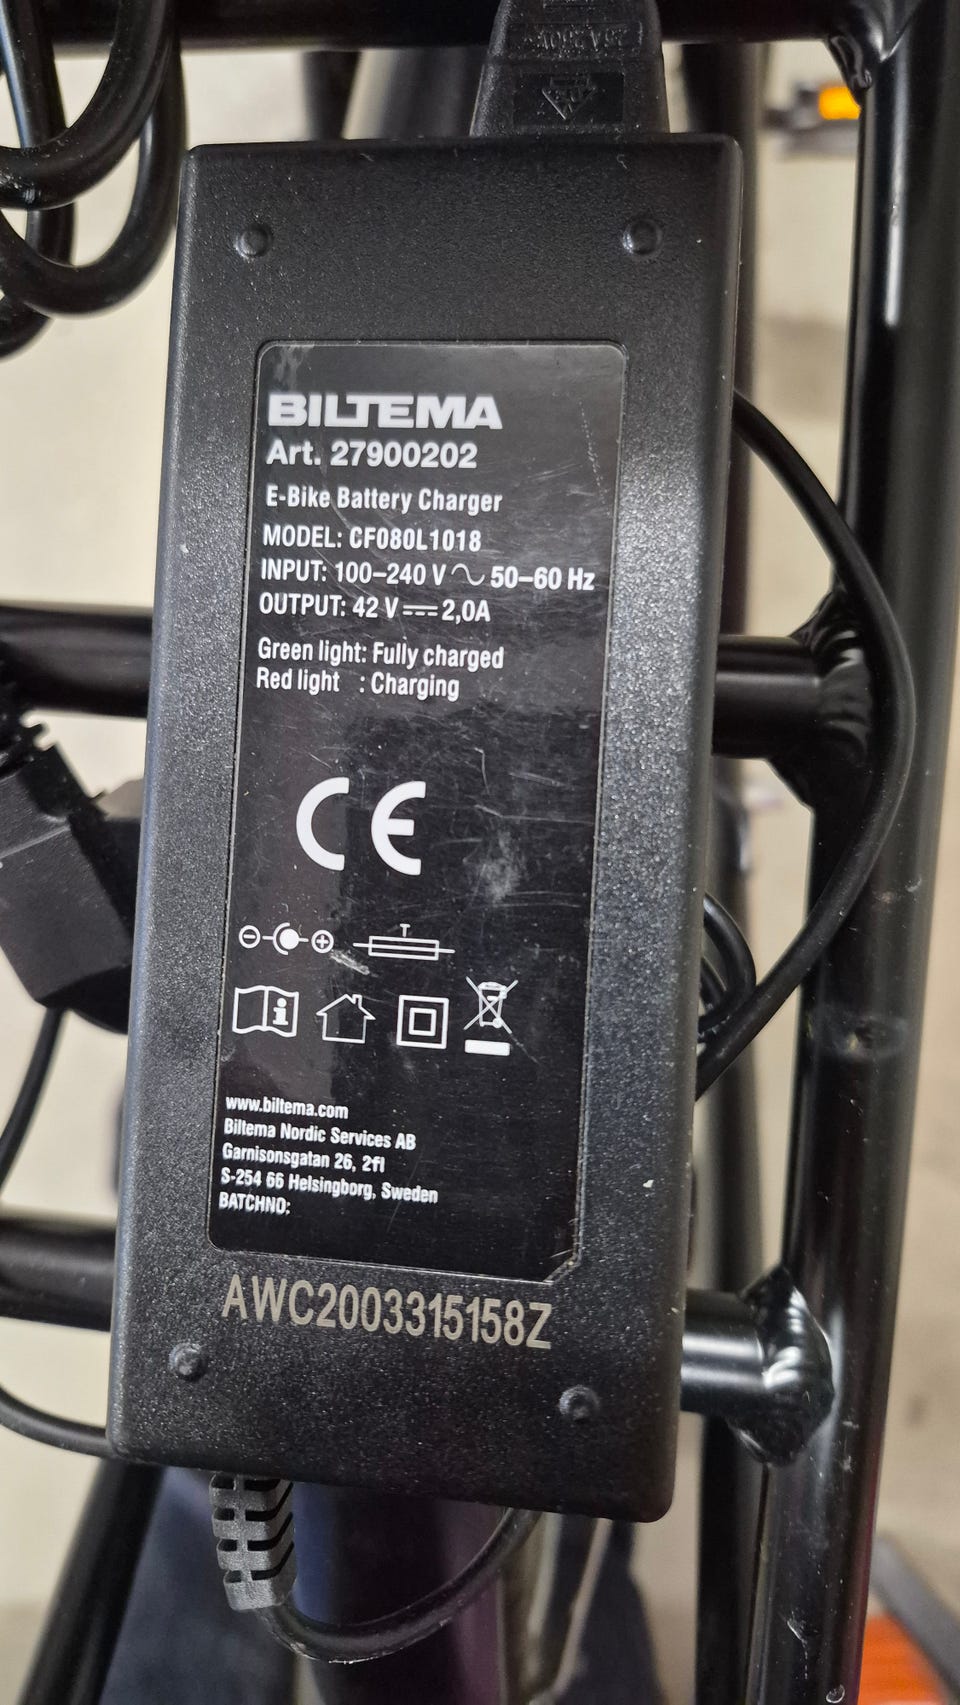 BILTEMA
Art. 27900202
E-Bike Battery Charger
MODEL: CF080L1018
INPUT: 100–240 V ∿ 50–60 Hz
OUTPUT: 42 V ⎓ 2,0A
Green light: Fully charged
Red light : Charging
CE
www.biltema.com
Biltema Nordic Services AB
Garnisonsgatan 26, 2fl
S-254 66 Helsingborg, Sweden
BATCHNO:
AWC2003315158Z